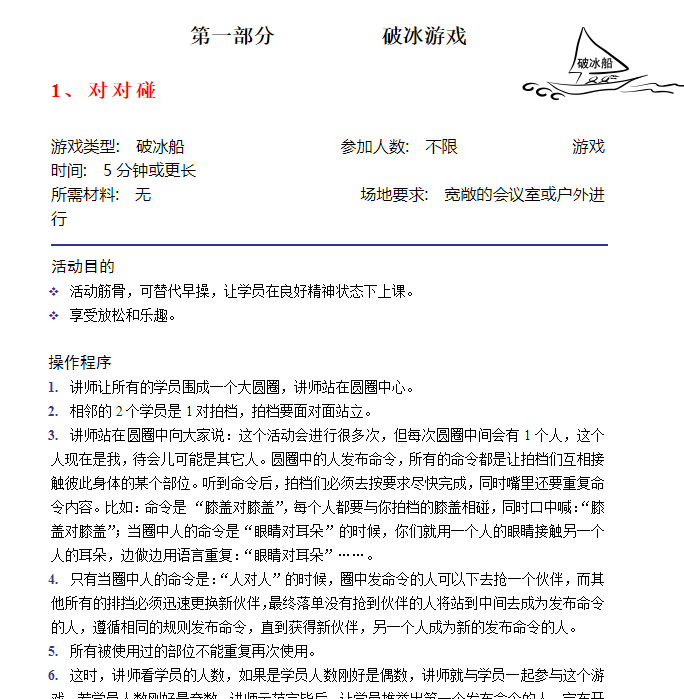 第一部分 破冰游戏
破冰船
1、对对碰
游戏类型: 破冰船 参加人数: 不限 游戏
时间: 5 分钟或更长
所需材料: 无 场地要求: 宽敞的会议室或户外进
行
活动目的
❖ 活动筋骨，可替代早操，让学员在良好精神状态下上课。
❖ 享受放松和乐趣。
操作程序
1. 讲师让所有的学员围成一个大圆圈，讲师站在圆圈中心。
2. 相邻的 2 个学员是 1 对拍档，拍档要面对面站立。
3. 讲师站在圆圈中向大家说：这个活动会进行很多次，但每次圆圈中间会有 1 个人，这个
人现在是我，待会儿可能是其它人。圆圈中的人发布命令，所有的命令都是让拍档们互相接
触彼此身体的某个部位。听到命令后，拍档们必须去按要求尽快完成，同时嘴里还要重复命
令内容。比如：命令是 “膝盖对膝盖”，每个人都要与你拍档的膝盖相碰，同时口中喊：“膝
盖对膝盖”；当圈中人的命令是“眼睛对耳朵”的时候，你们就用一个人的眼睛接触另一个
人的耳朵，边做边用语言重复：“眼睛对耳朵”……。
4. 只有当圈中人的命令是：“人对人”的时候，圈中发命令的人可以下去抢一个伙伴，而其
他所有的排挡必须迅速更换新伙伴，最终落单没有抢到伙伴的人将站到中间去成为发布命令
的人，遵循相同的规则发布命令，直到获得新伙伴，另一个人成为新的发布命令的人。
5. 所有被使用过的部位不能重复再次使用。
6. 这时，讲师看学员的人数，如果是学员人数刚好是偶数，讲师就与学员一起参与这个游
戏，若学员人数刚好是奇数，讲师示范完毕后，让学员推举出第一个发布命令的人，宣布开